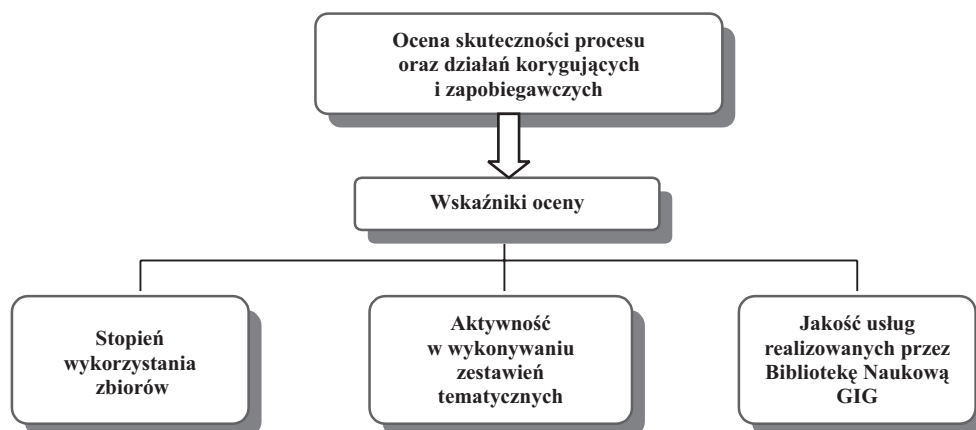 Ocena skuteczności procesu
oraz działań korygujących
i zapobiegawczych
Wskaźniki oceny
Stopień
wykorzystania
zbiorów
Aktywność
w wykonywaniu
zestawień
tematycznych
Jakość usług
realizowanych przez
Bibliotekę Naukową
GIG